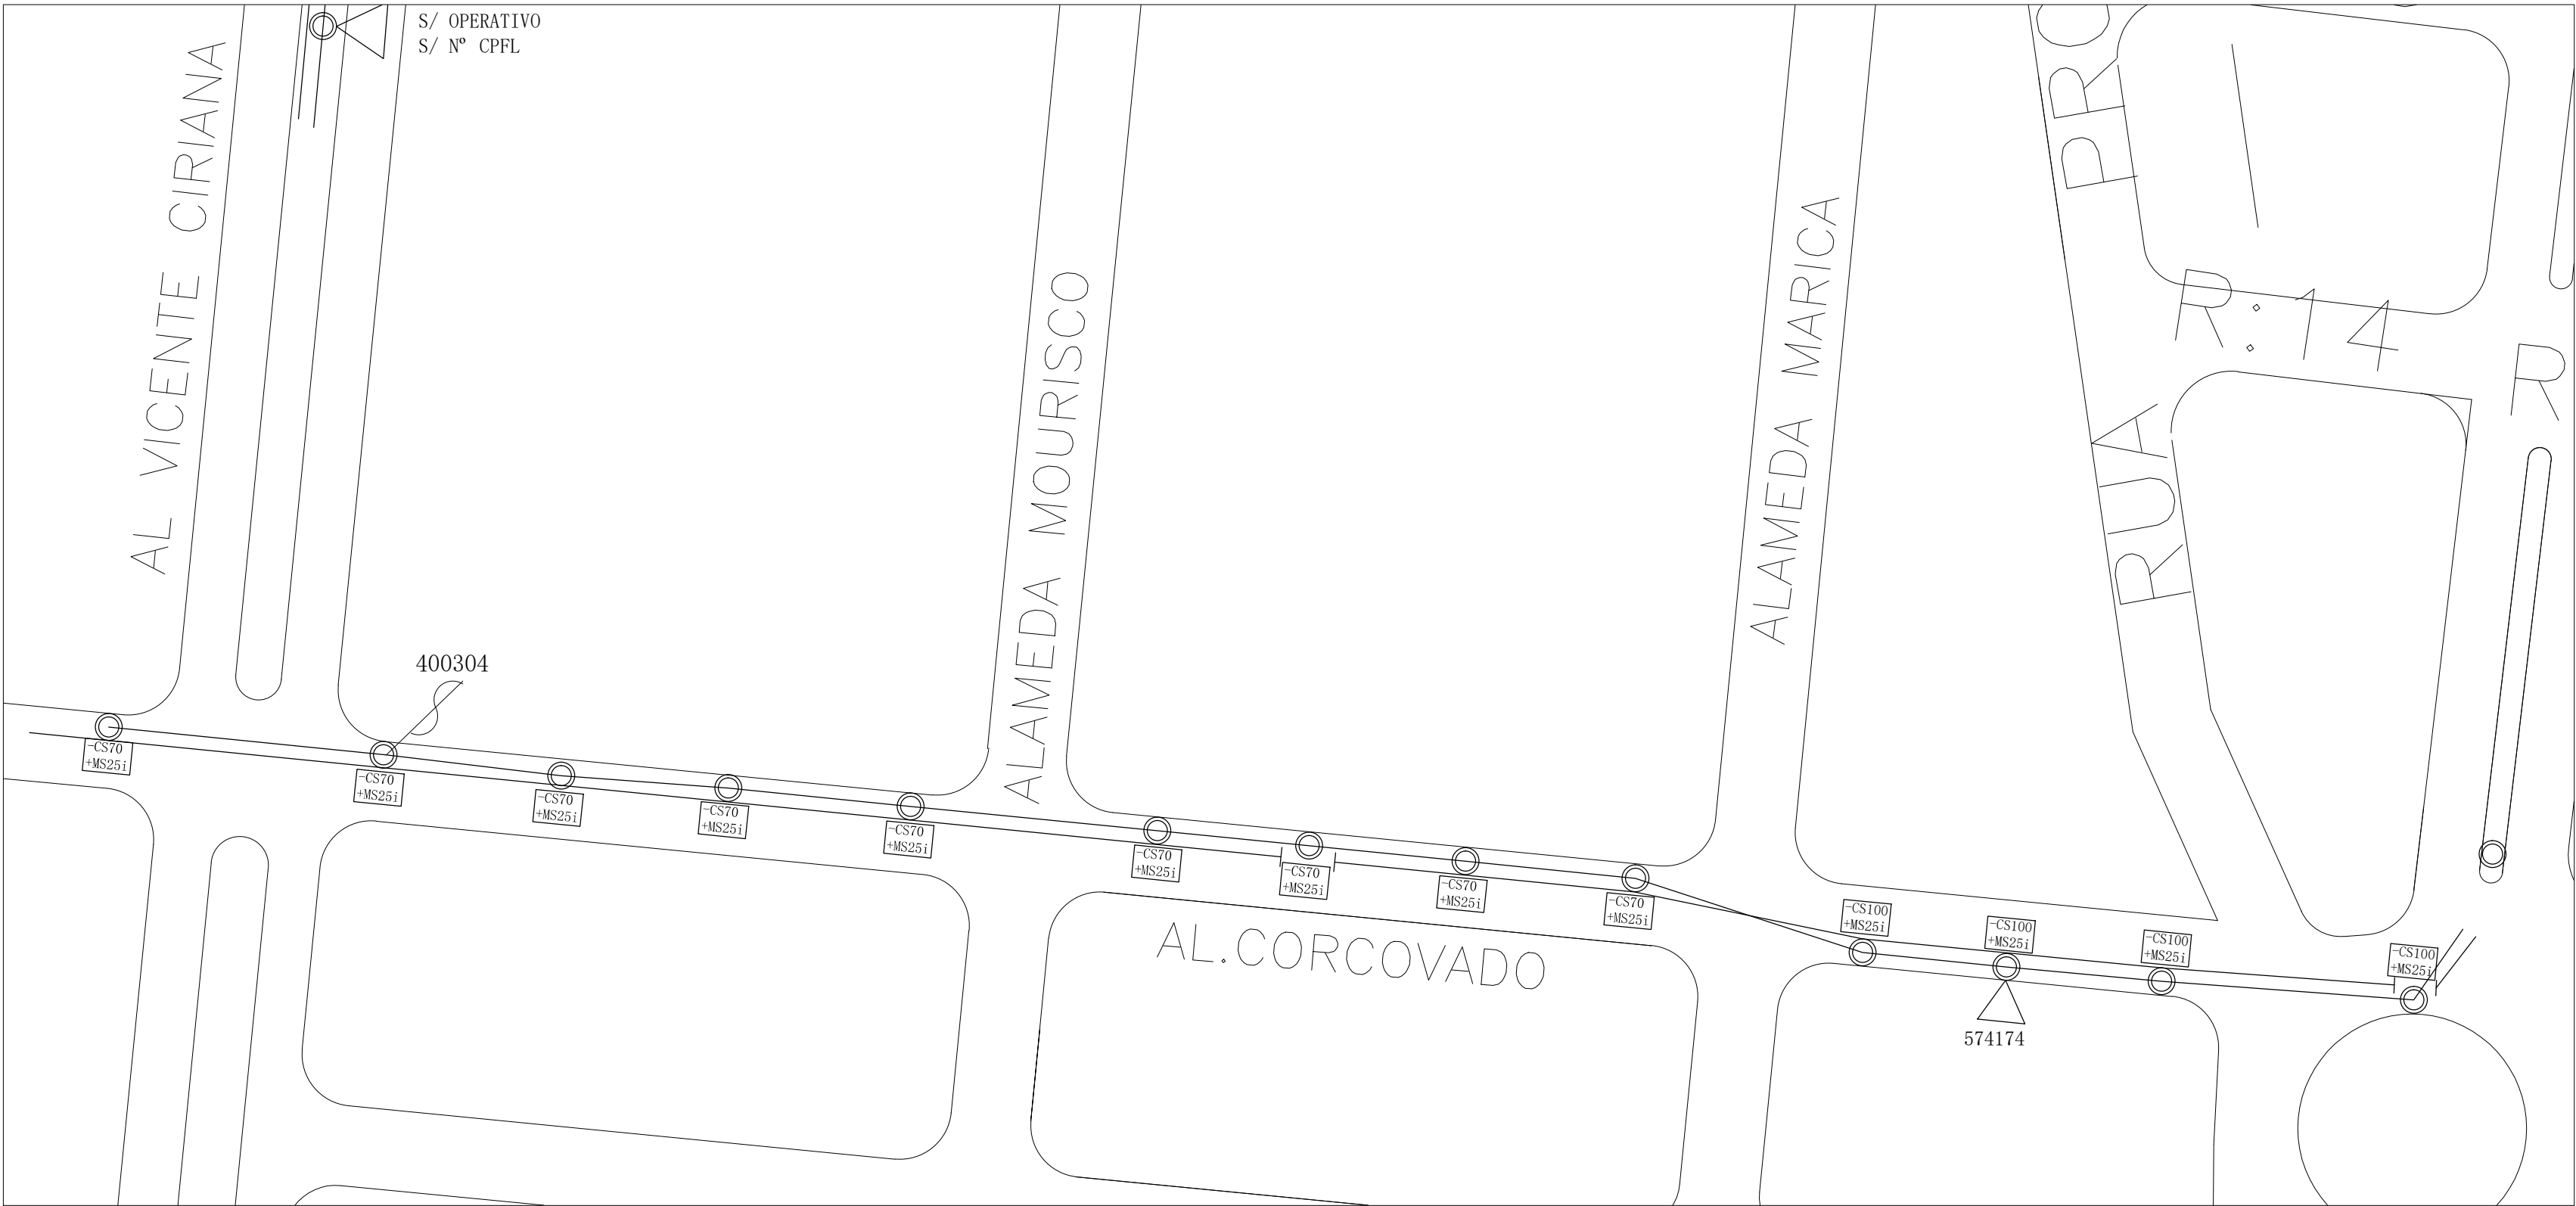 S/ OPERATIVO
S/ Nº CPFL
AL VICENTE CIRIANA
ALAMEDA MOURISCO
ALAMEDA MARICA
RUA PRO
R:14
R
400304
-CS70
+MS25i
-CS70
+MS25i
-CS70
+MS25i
-CS70
+MS25i
-CS70
+MS25i
-CS70
+MS25i
-CS70
+MS25i
-CS70
+MS25i
-CS70
+MS25i
-CS100
+MS25i
-CS100
+MS25i
-CS100
+MS25i
-CS100
+MS25i
AL.CORCOVADO
574174